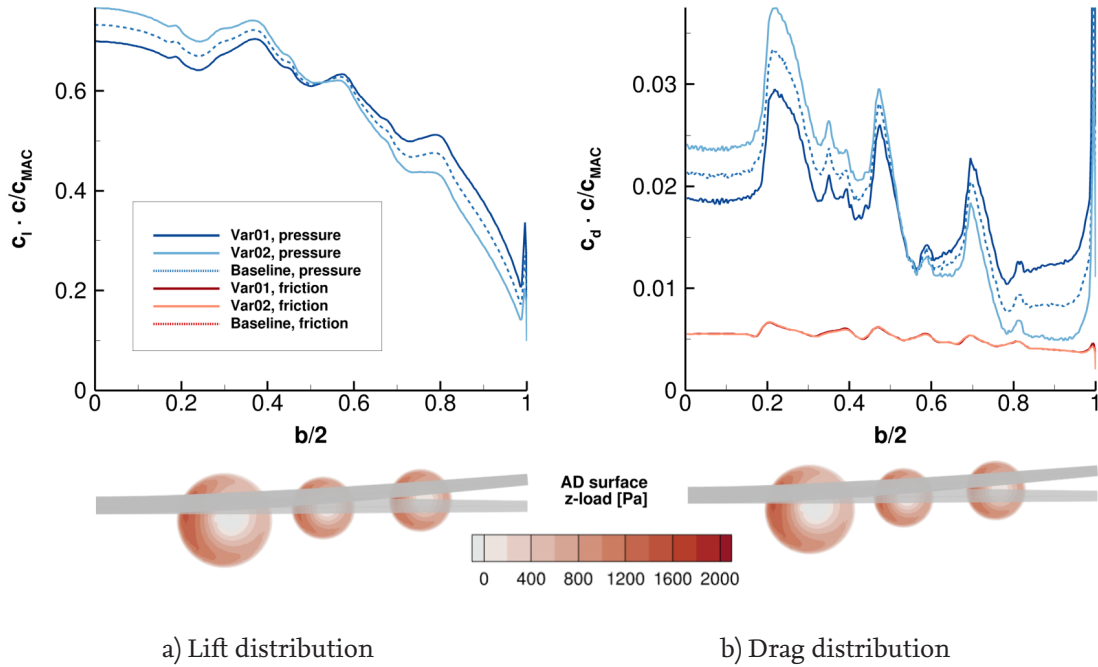 c_l · c/c_MAC
0.6
0.4
0.2
0
Var01, pressure
Var02, pressure
Baseline, pressure
Var01, friction
Var02, friction
Baseline, friction
0 0.2 0.4 0.6 0.8 1
b/2
c_d · c/c_MAC
0.03
0.02
0.01
0
0 0.2 0.4 0.6 0.8 1
b/2
AD surface
z-load [Pa]
0 400 800 1200 1600 2000
a) Lift distribution
b) Drag distribution